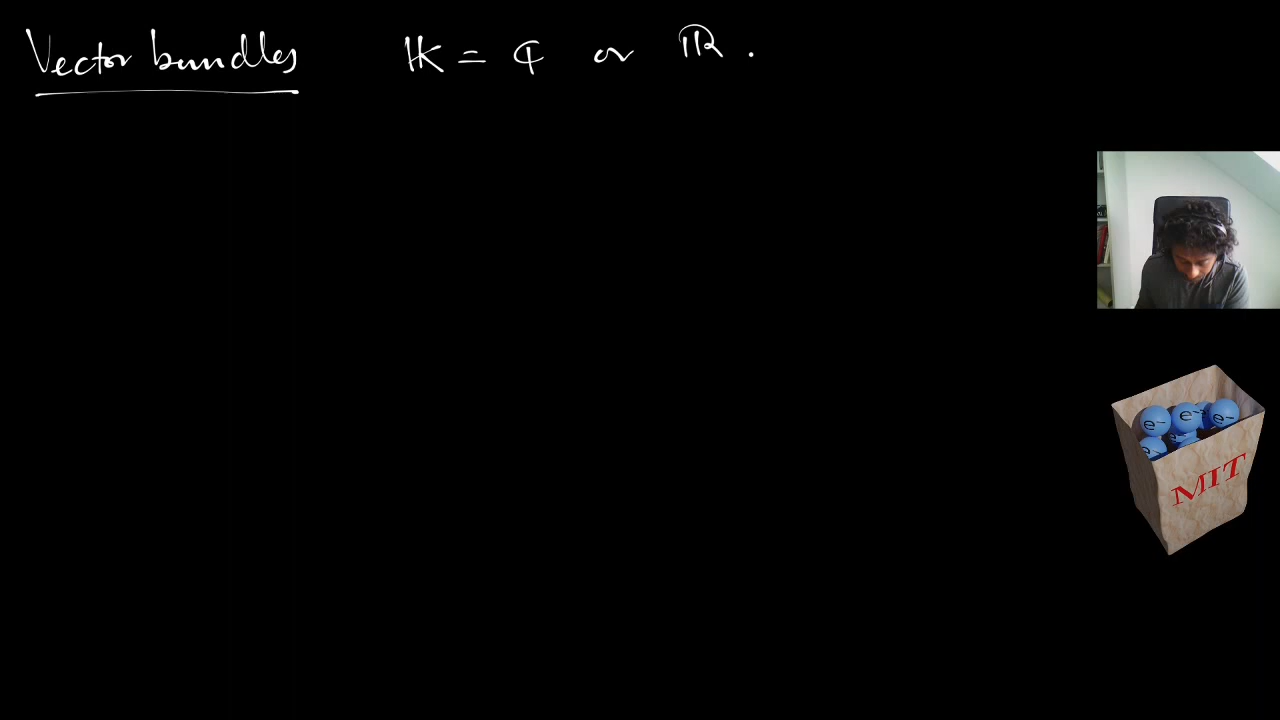 Vector bundles 𝕂 = ℂ or ℝ.
e⁻ e⁻ e⁻
e⁻ e⁻
MIT